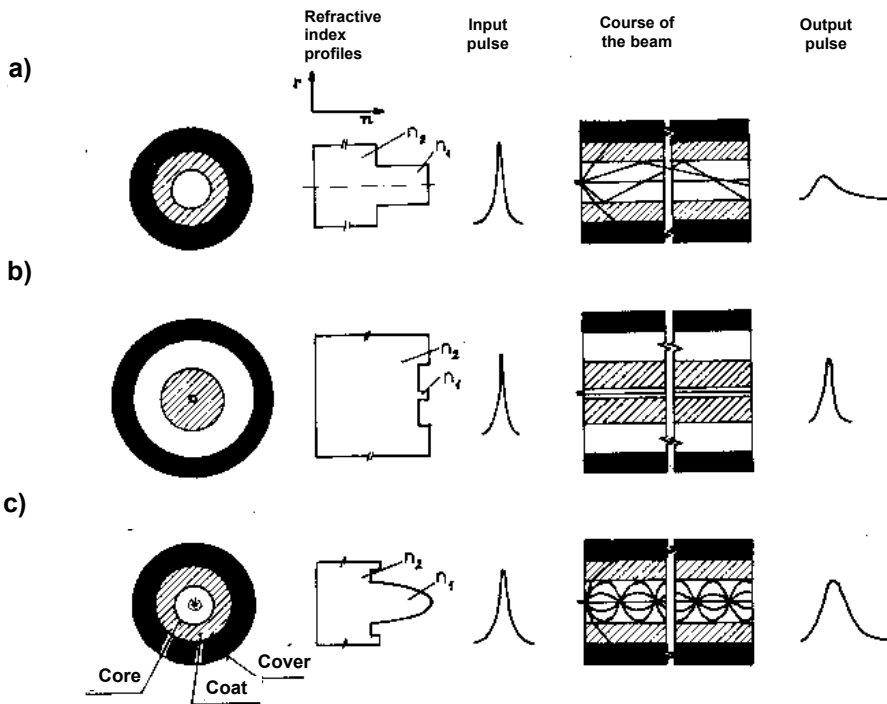 Refractive
index
profiles
Input
pulse
Course of
the beam
Output
pulse
a)
r
n
n2
n1
b)
n2
n1
c)
n2
n1
Core
Coat
Cover